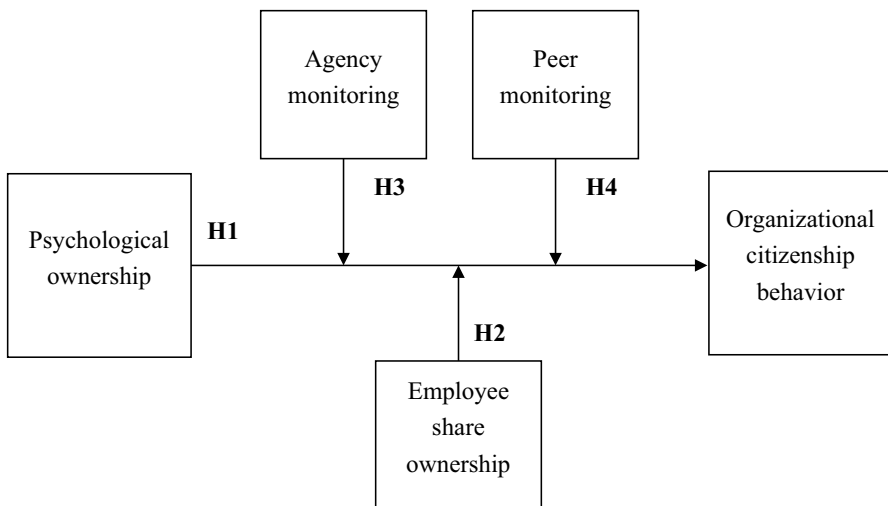 Agency
monitoring
Peer
monitoring
H3
H4
Psychological
ownership
H1
Organizational
citizenship
behavior
H2
Employee
share
ownership